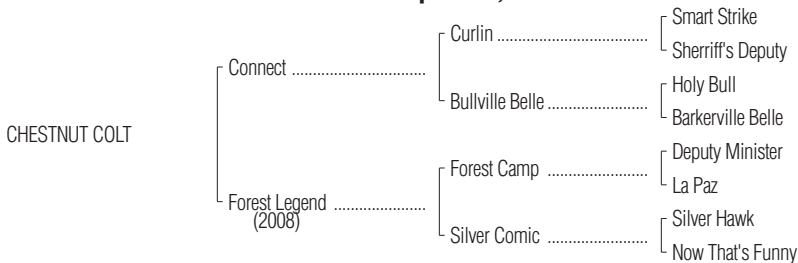 Smart Strike
Curlin ....................................
Sherriff's Deputy
Connect ................................
Holy Bull
Bullville Belle ........................
Barkerville Belle
CHESTNUT COLT
Deputy Minister
Forest Camp ........................
La Paz
Forest Legend ......................
(2008)
Silver Hawk
Silver Comic ........................
Now That's Funny